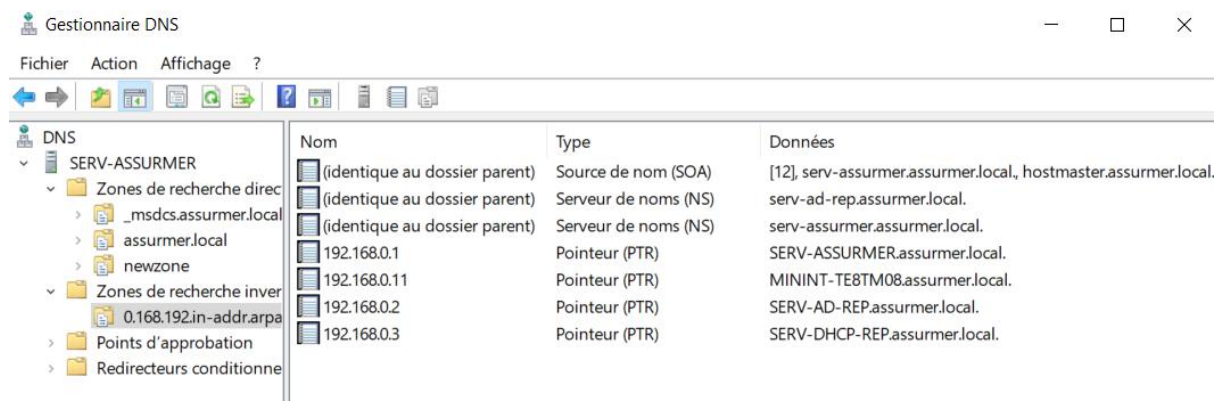 Gestionnaire DNS
Fichier Action Affichage ?
DNS
SERV-ASSURMER
Zones de recherche direc
_msdcs.assurmer.local
assurmer.local
newzone
Zones de recherche inver
0.168.192.in-addr.arpa
Points d'approbation
Redirecteurs conditionne
Nom Type Données
(identique au dossier parent) Source de nom (SOA) [12], serv-assurmer.assurmer.local., hostmaster.assurmer.local.
(identique au dossier parent) Serveur de noms (NS) serv-ad-rep.assurmer.local.
(identique au dossier parent) Serveur de noms (NS) serv-assurmer.assurmer.local.
192.168.0.1 Pointeur (PTR) SERV-ASSURMER.assurmer.local.
192.168.0.11 Pointeur (PTR) MININT-TE8TM08.assurmer.local.
192.168.0.2 Pointeur (PTR) SERV-AD-REP.assurmer.local.
192.168.0.3 Pointeur (PTR) SERV-DHCP-REP.assurmer.local.